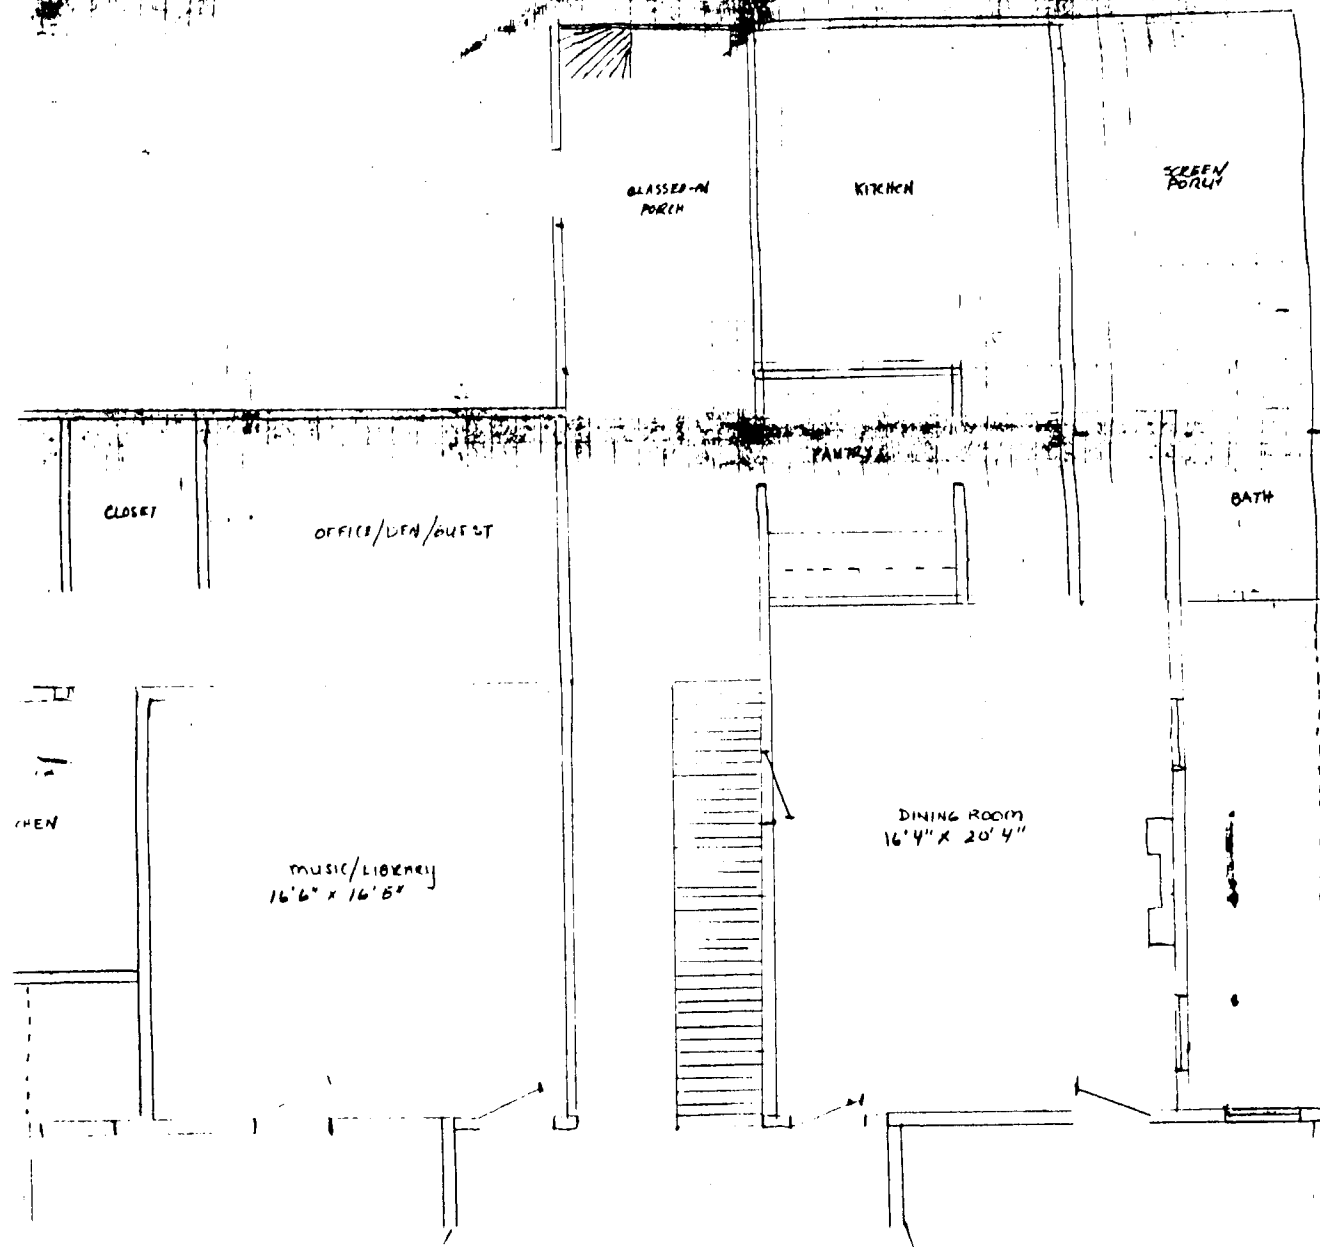 GLASSED-IN
PORCH
KITCHEN
SCREEN
PORCH
PANTRY
CLOSET
OFFICE/DEN/GUEST
BATH
CHEN
DINING ROOM
16'4" X 20'4"
MUSIC/LIBRARY
16'6" X 16'6"